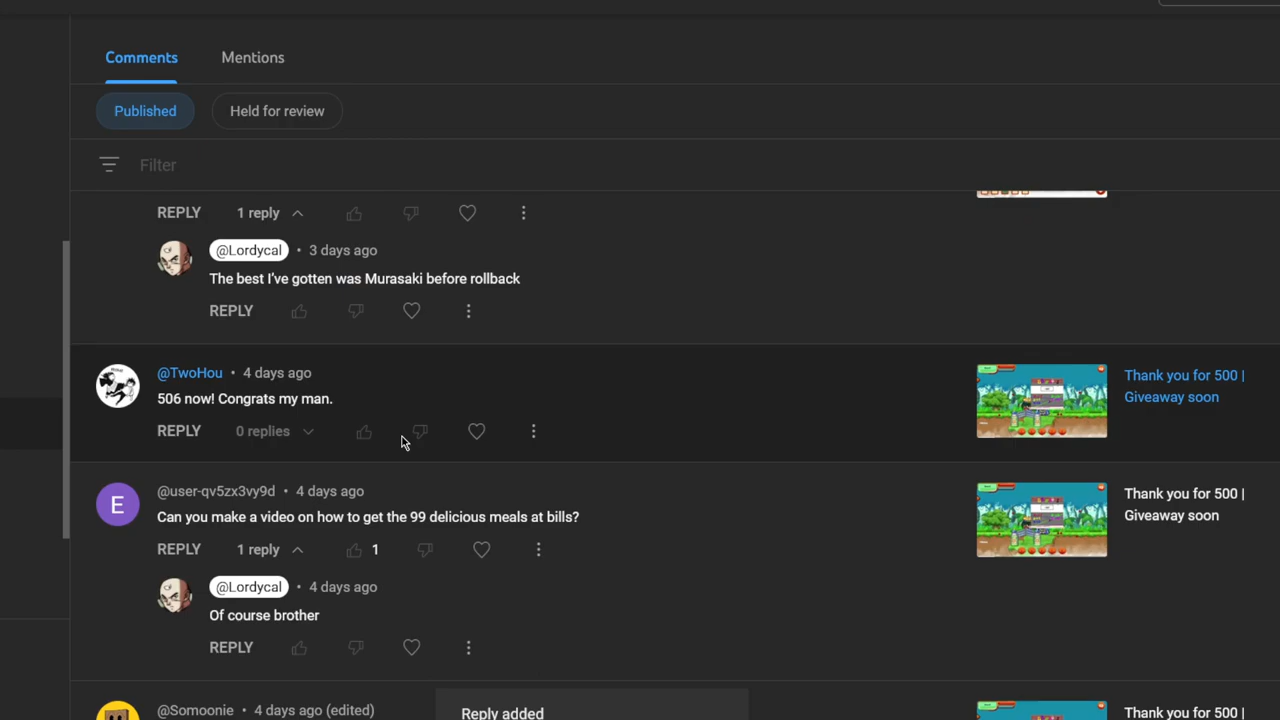 Comments Mentions
Published Held for review
Filter
REPLY 1 reply
@Lordycal • 3 days ago
The best I've gotten was Murasaki before rollback
REPLY
@TwoHou • 4 days ago
506 now! Congrats my man.
REPLY 0 replies
Thank you for 500 |
Giveaway soon
@user-qv5zx3vy9d • 4 days ago
Can you make a video on how to get the 99 delicious meals at bills?
REPLY 1 reply 1
Thank you for 500 |
Giveaway soon
@Lordycal • 4 days ago
Of course brother
REPLY
@Somoonie • 4 days ago (edited)
Thank you for 500 |
Reply added
E